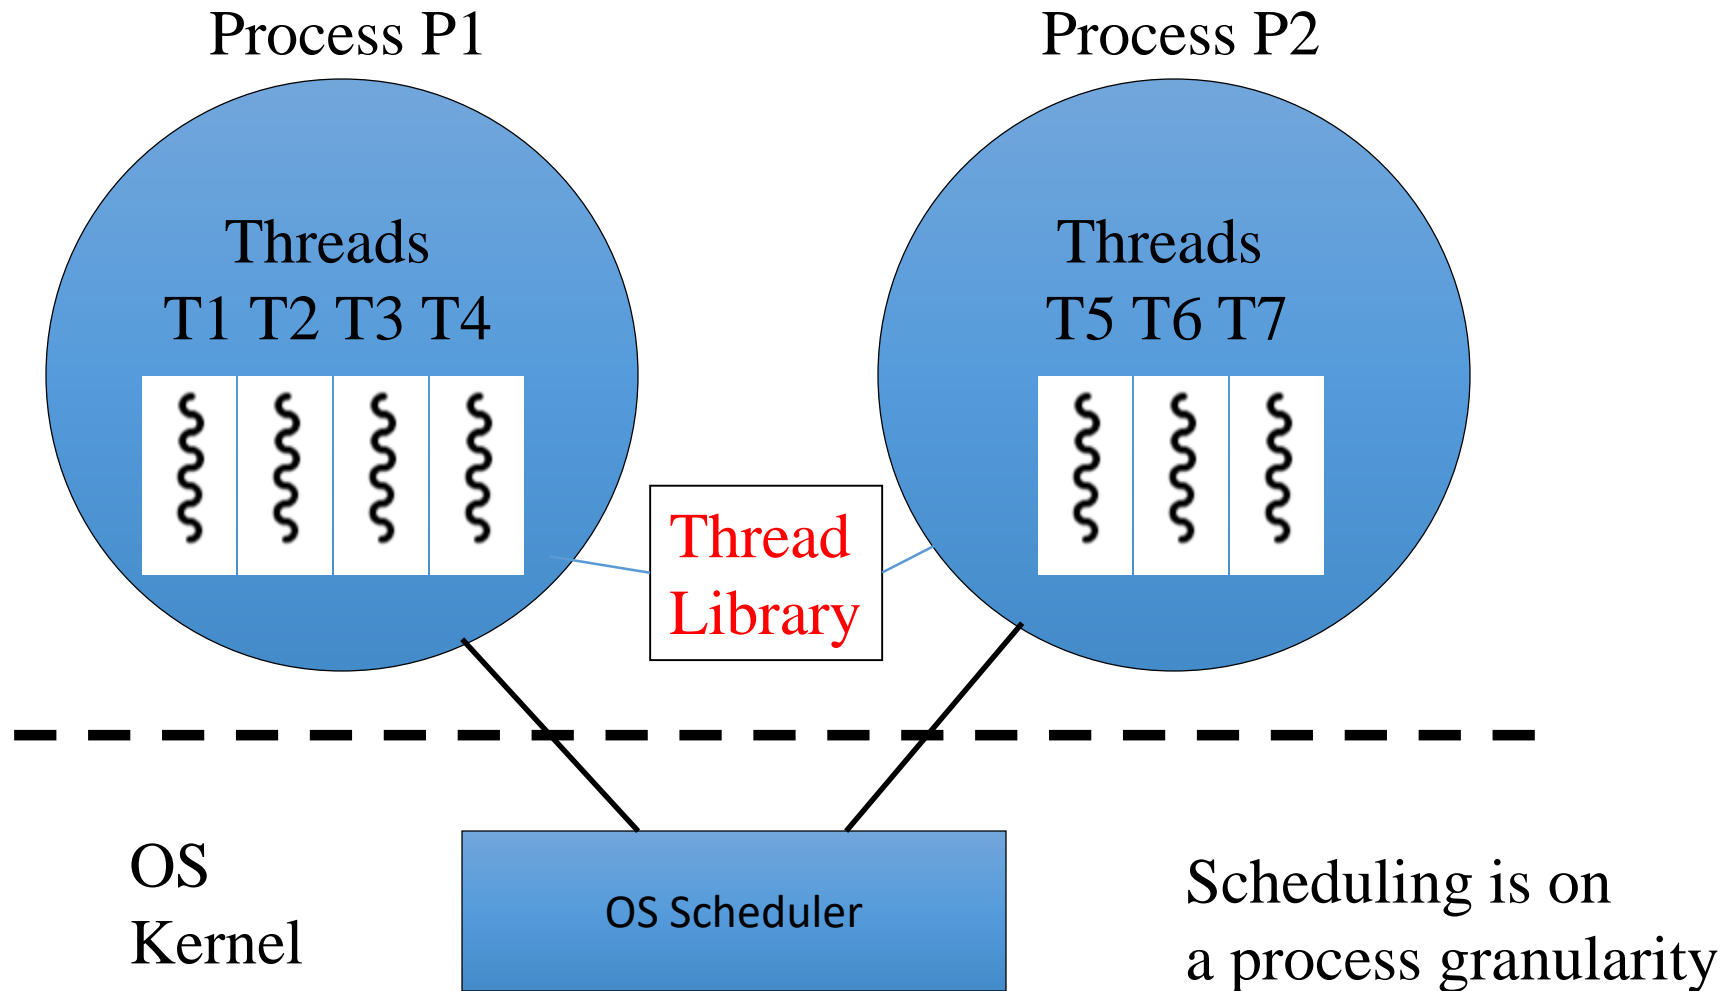 Process P1
Process P2
Threads
T1 T2 T3 T4
Threads
T5 T6 T7
Thread
Library
OS
Kernel
OS Scheduler
Scheduling is on
a process granularity